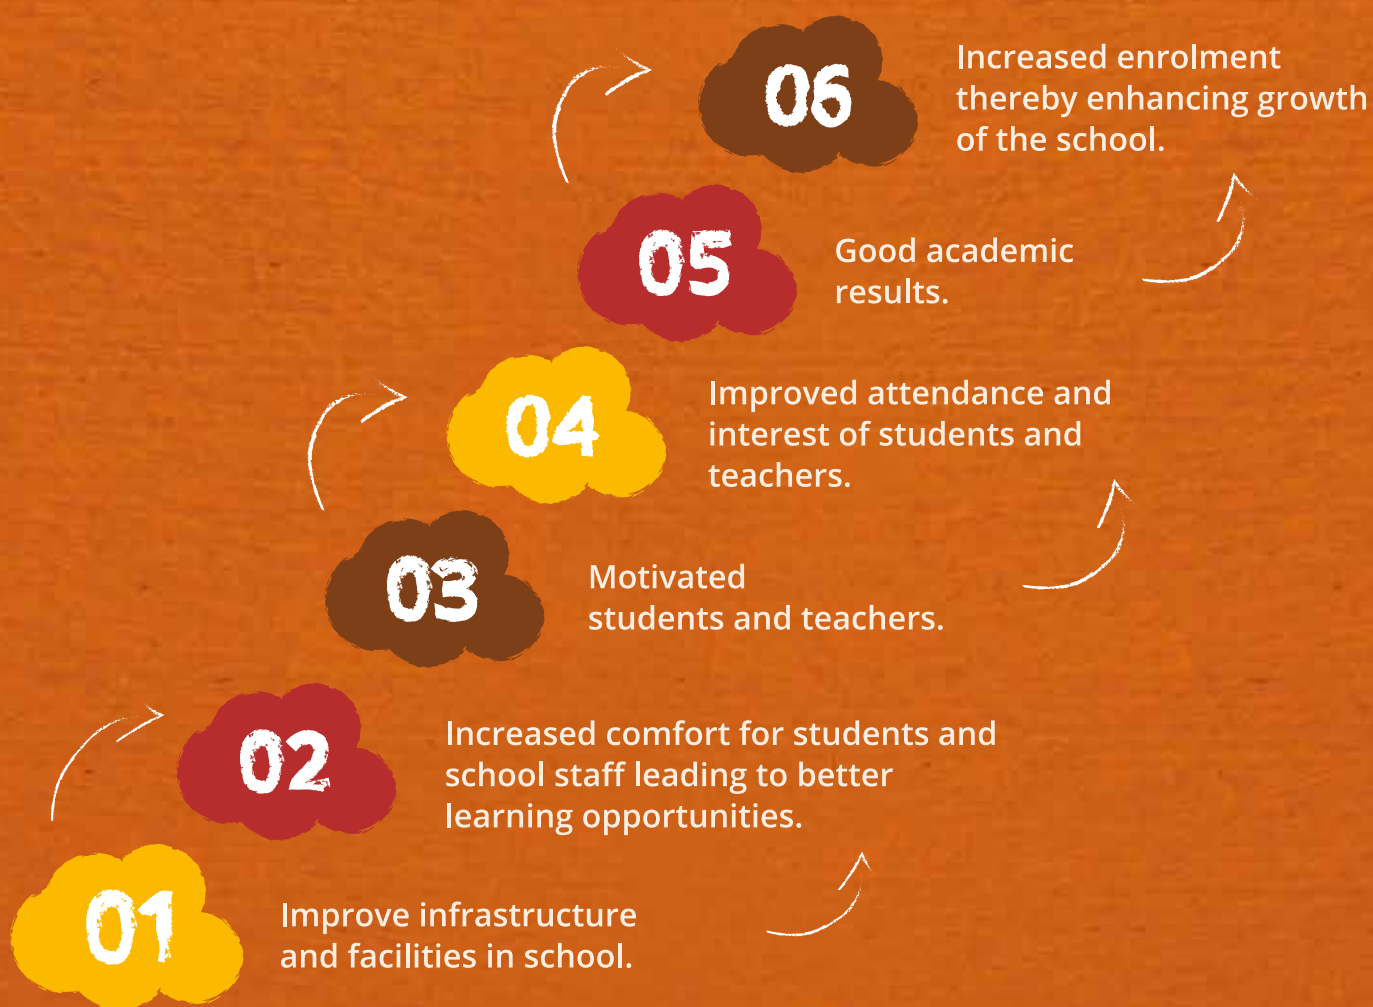 06
Increased enrolment
thereby enhancing growth
of the school.
05
Good academic
results.
04
Improved attendance and
interest of students and
teachers.
03
Motivated
students and teachers.
02
Increased comfort for students and
school staff leading to better
learning opportunities.
01
Improve infrastructure
and facilities in school.